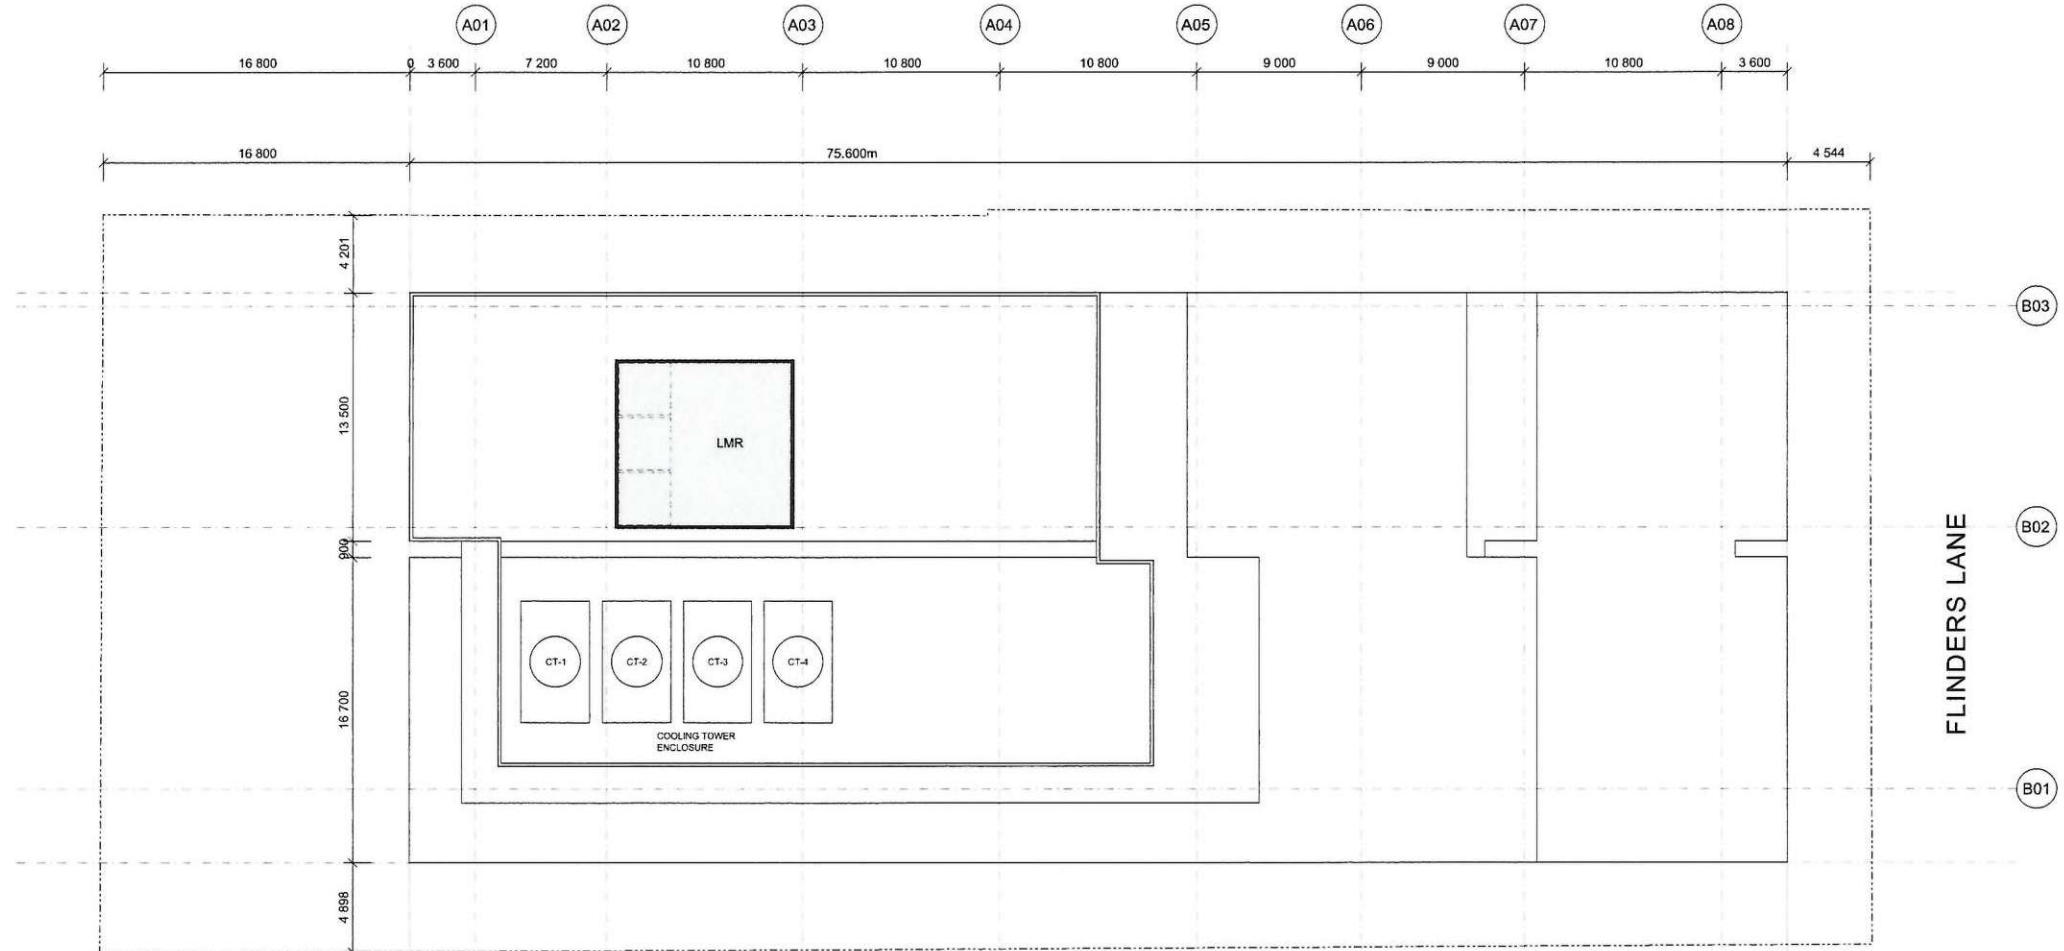 A01 A02 A03 A04 A05 A06 A07 A08
16 800 0 3 600 7 200 10 800 10 800 10 800 9 000 9 000 10 800 3 600
16 800 75.600m 4 544
4 201
B03
13 500
LMR
B02
900
FLINDERS LANE
CT-1 CT-2 CT-3 CT-4
16 700
COOLING TOWER
ENCLOSURE
B01
4 898